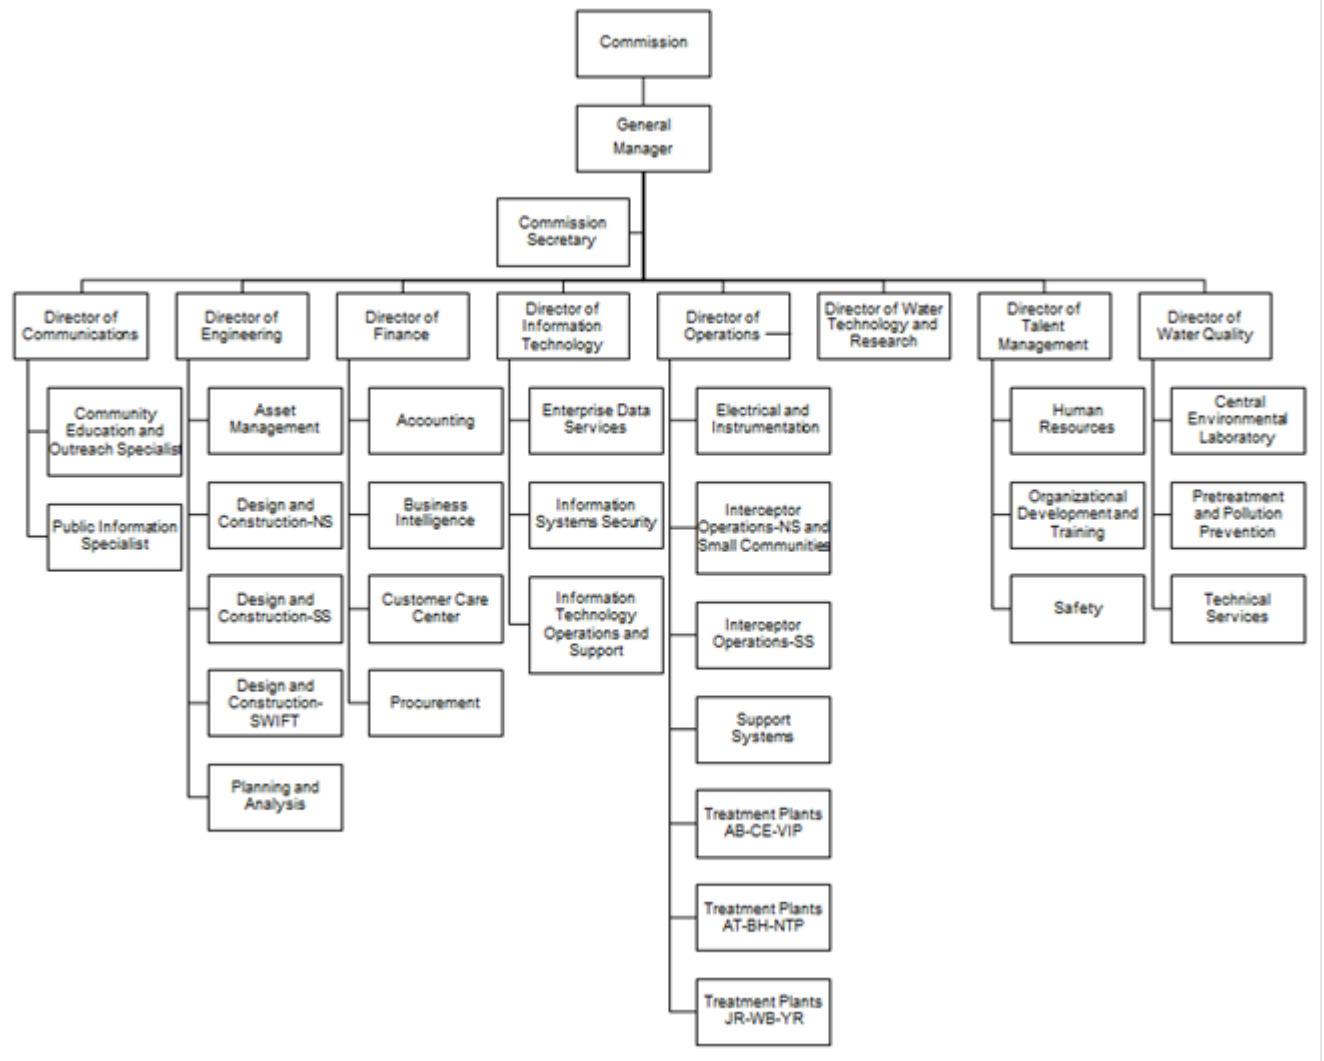 Commission
General
Manager
Commission
Secretary
Director of
Communications
Director of
Engineering
Director of
Finance
Director of
Information
Technology
Director of
Operations
Director of Water
Technology and
Research
Director of
Talent
Management
Director of
Water Quality
Community
Education and
Outreach Specialist
Public Information
Specialist
Asset
Management
Design and
Construction-NS
Design and
Construction-SS
Design and
Construction-
SWIFT
Planning and
Analysis
Accounting
Business
Intelligence
Customer Care
Center
Procurement
Enterprise Data
Services
Information
Systems Security
Information
Technology
Operations and
Support
Electrical and
Instrumentation
Interceptor
Operations-NS and
Small Communities
Interceptor
Operations-SS
Support
Systems
Treatment Plants
AB-CE-VIP
Treatment Plants
AT-BH-NTP
Treatment Plants
JR-WB-YR
Human
Resources
Organizational
Development and
Training
Safety
Central
Environmental
Laboratory
Pretreatment
and Pollution
Prevention
Technical
Services